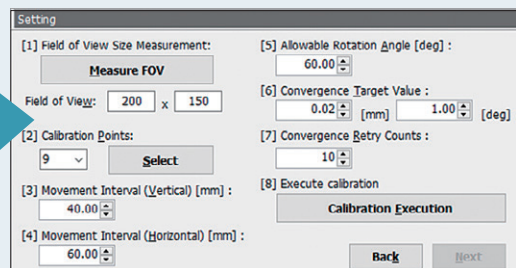 Setting
[1] Field of View Size Measurement:
Measure FOV
Field of View: 200 x 150
[2] Calibration Points:
9 Select
[3] Movement Interval (Vertical) [mm] :
40.00
[4] Movement Interval (Horizontal) [mm] :
60.00
[5] Allowable Rotation Angle [deg] :
60.00
[6] Convergence Target Value :
0.02 [mm] 1.00 [deg]
[7] Convergence Retry Counts :
10
[8] Execute calibration
Calibration Execution
Back Next